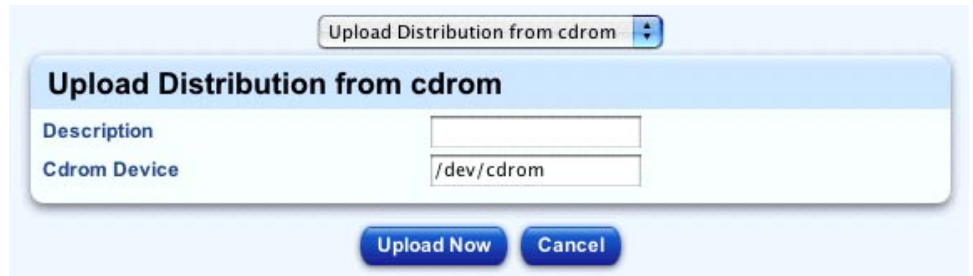 Upload Distribution from cdrom
Upload Distribution from cdrom
Description
Cdrom Device /dev/cdrom
Upload Now Cancel